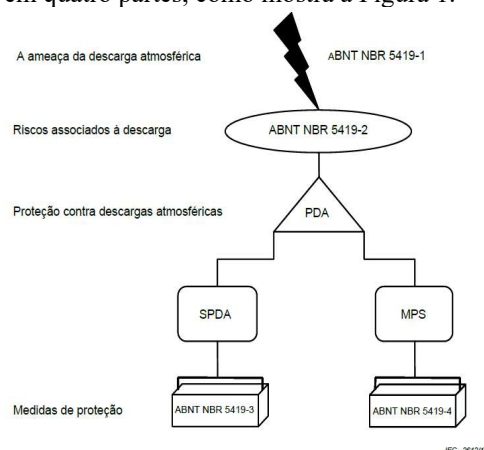 em quatro partes, como mostra a Figura 1.
A ameaça da descarga atmosférica
ABNT NBR 5419-1
Riscos associados à descarga
ABNT NBR 5419-2
Proteção contra descargas atmosféricas
PDA
SPDA
MPS
Medidas de proteção
ABNT NBR 5419-3
ABNT NBR 5419-4